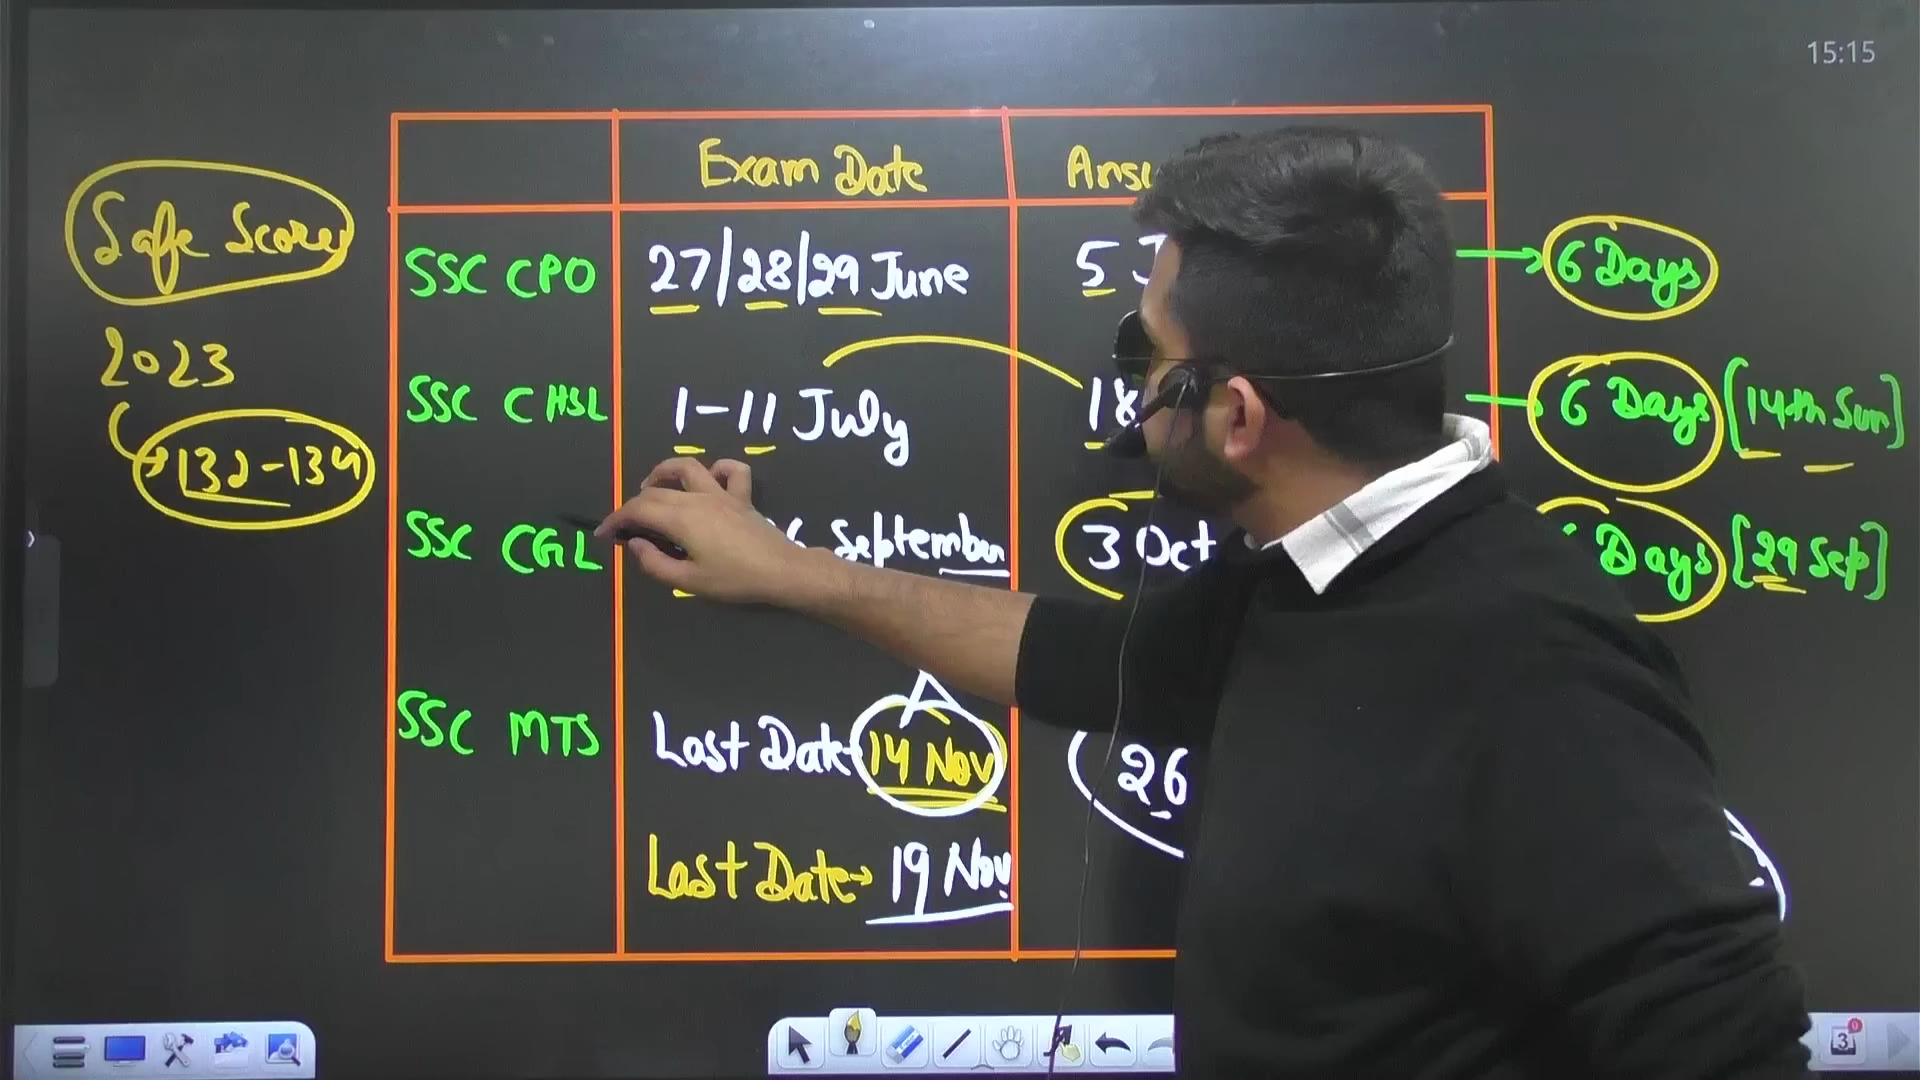 15:15
Exam Date
Safe Score
SSC CPO 27/28/29 June 5 6 Days
2023
SSC CHSL 1-11 July 18 6 Days [14th Sun]
132-134
SSC CGL September 3 Oct Days [29 Sep]
SSC MTS Last Date 14 Nov 26
Last Date→ 19 Nov
3